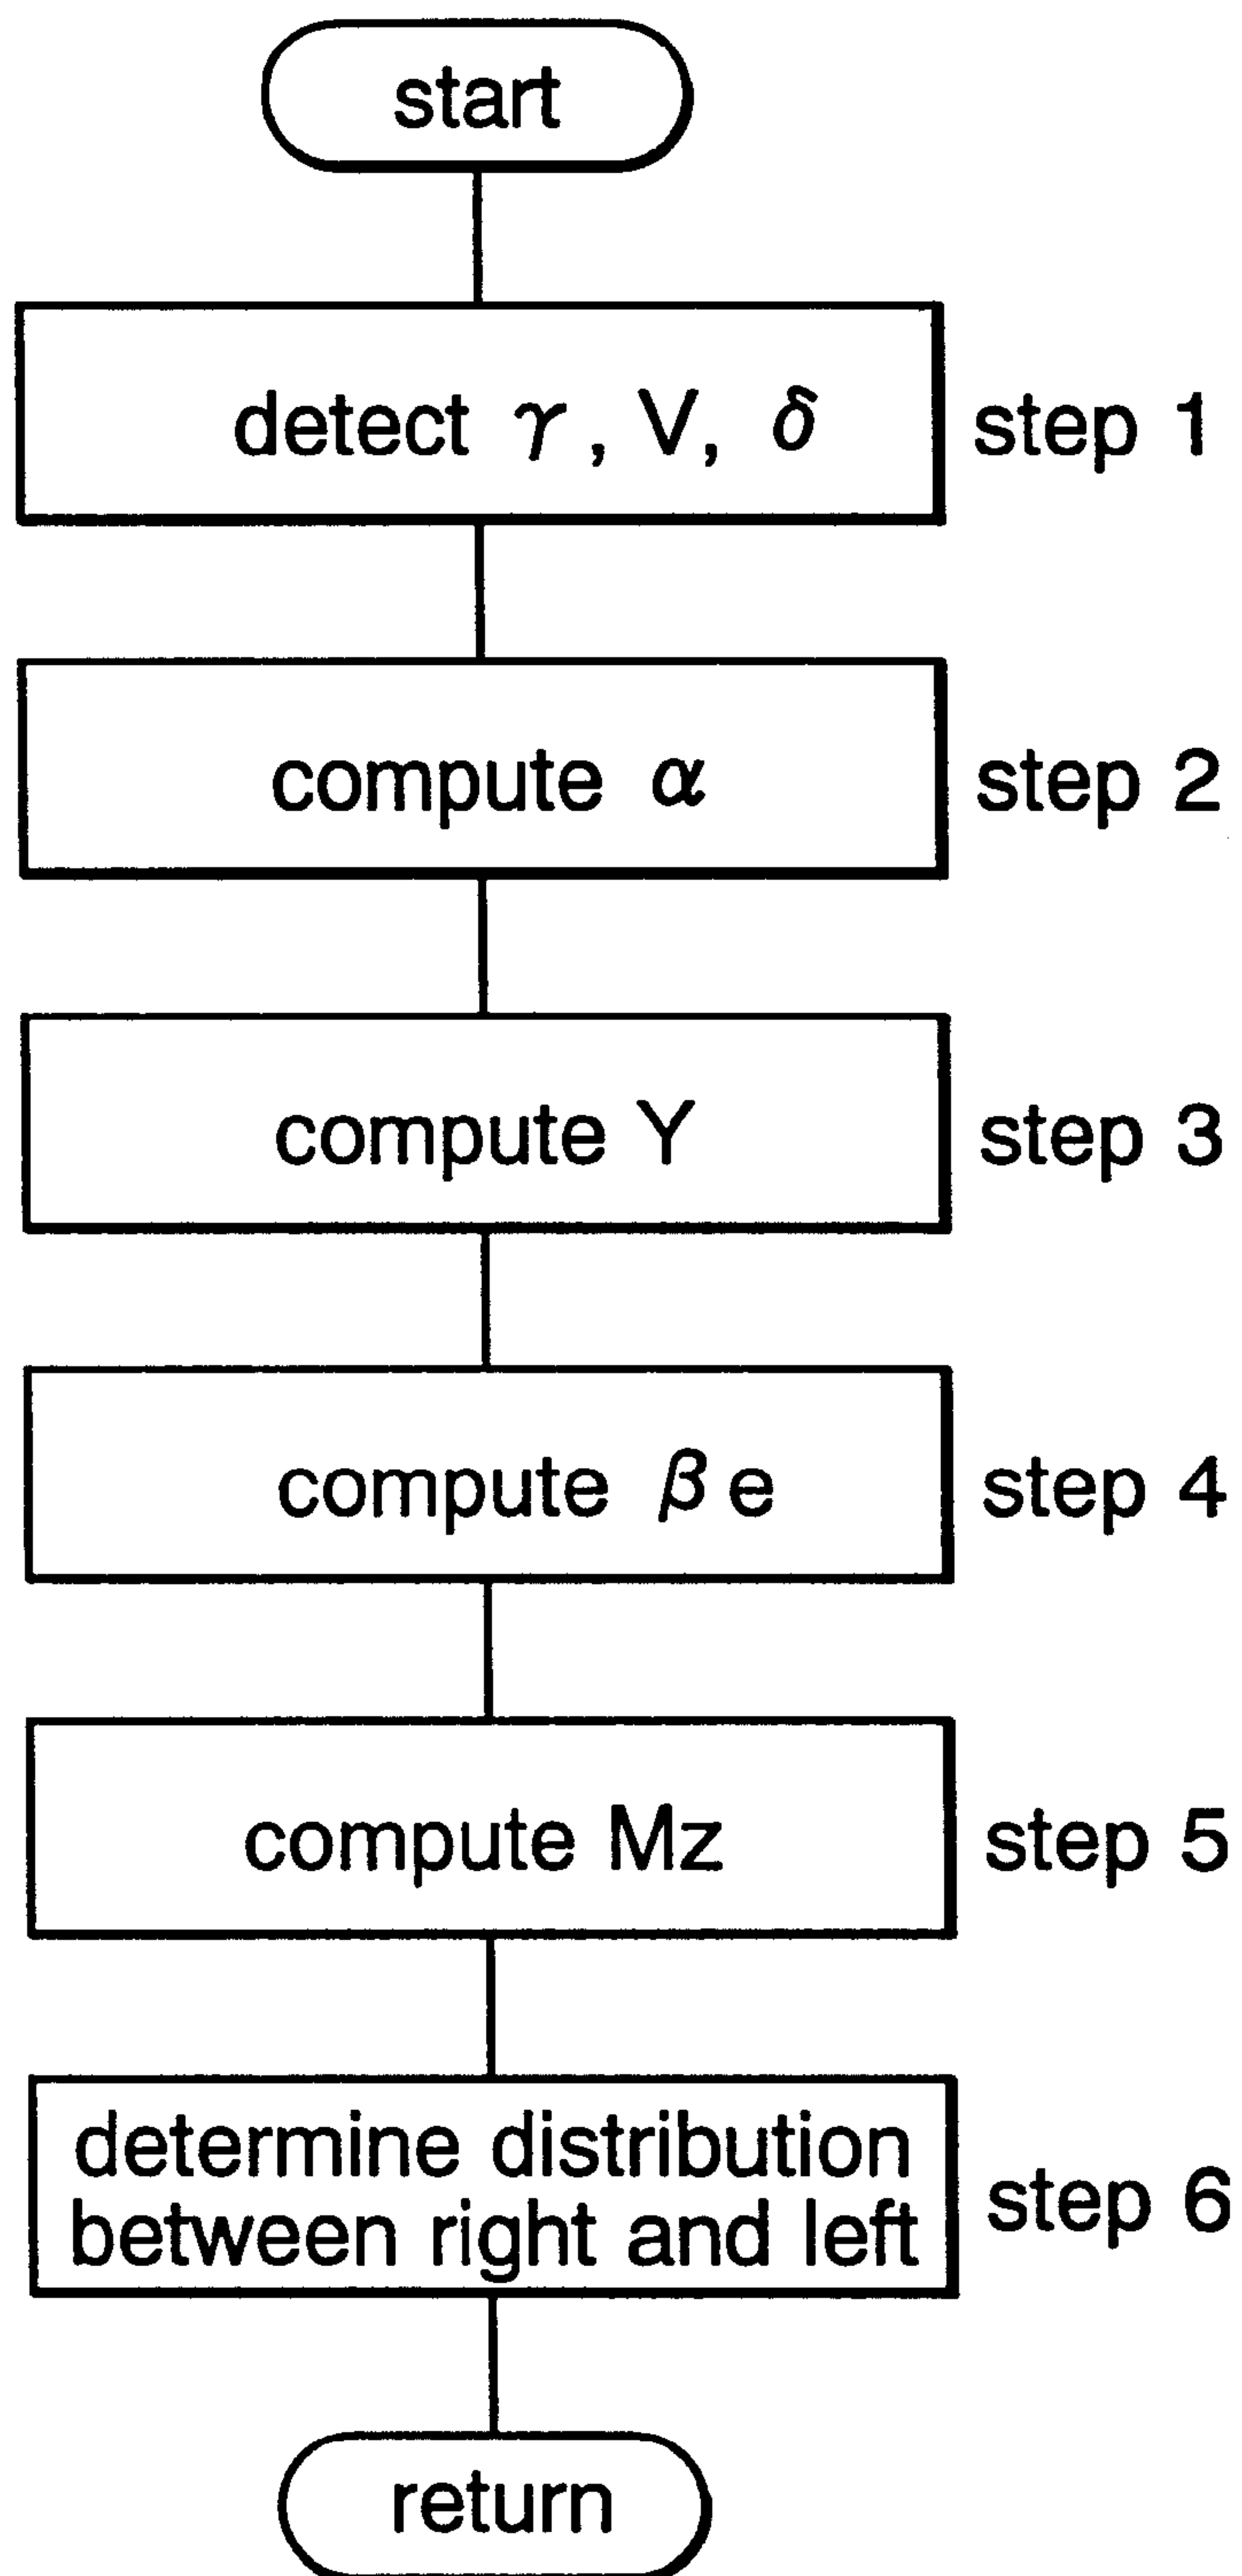 start
detect γ, V, δ step 1
compute α step 2
compute Y step 3
compute βe step 4
compute Mz step 5
determine distribution
between right and left step 6
return